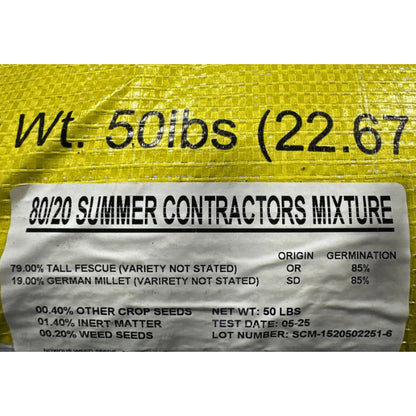 Wt. 50lbs (22.67
80/20 SUMMER CONTRACTORS MIXTURE
ORIGIN GERMINATION
79.00% TALL FESCUE (VARIETY NOT STATED) OR 85%
19.00% GERMAN MILLET (VARIRETY NOT STATED) SD 85%
00.40% OTHER CROP SEEDS NET WT: 50 LBS
01.40% INERT MATTER TEST DATE: 05-25
00.20% WEED SEEDS LOT NUMBER: SCM-1520502251-6